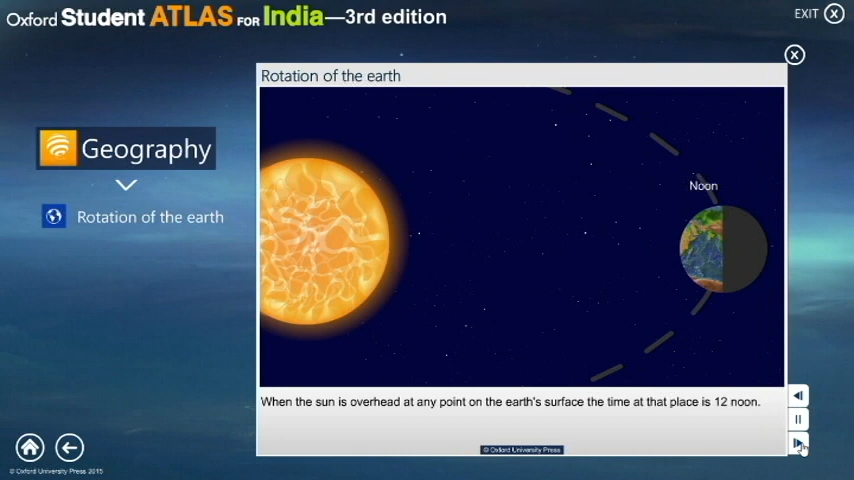 Oxford Student ATLAS FOR India—3rd edition
EXIT
Rotation of the earth
Geography
Rotation of the earth
Noon
When the sun is overhead at any point on the earth's surface the time at that place is 12 noon.
© Oxford University Press
© Oxford University Press 2015